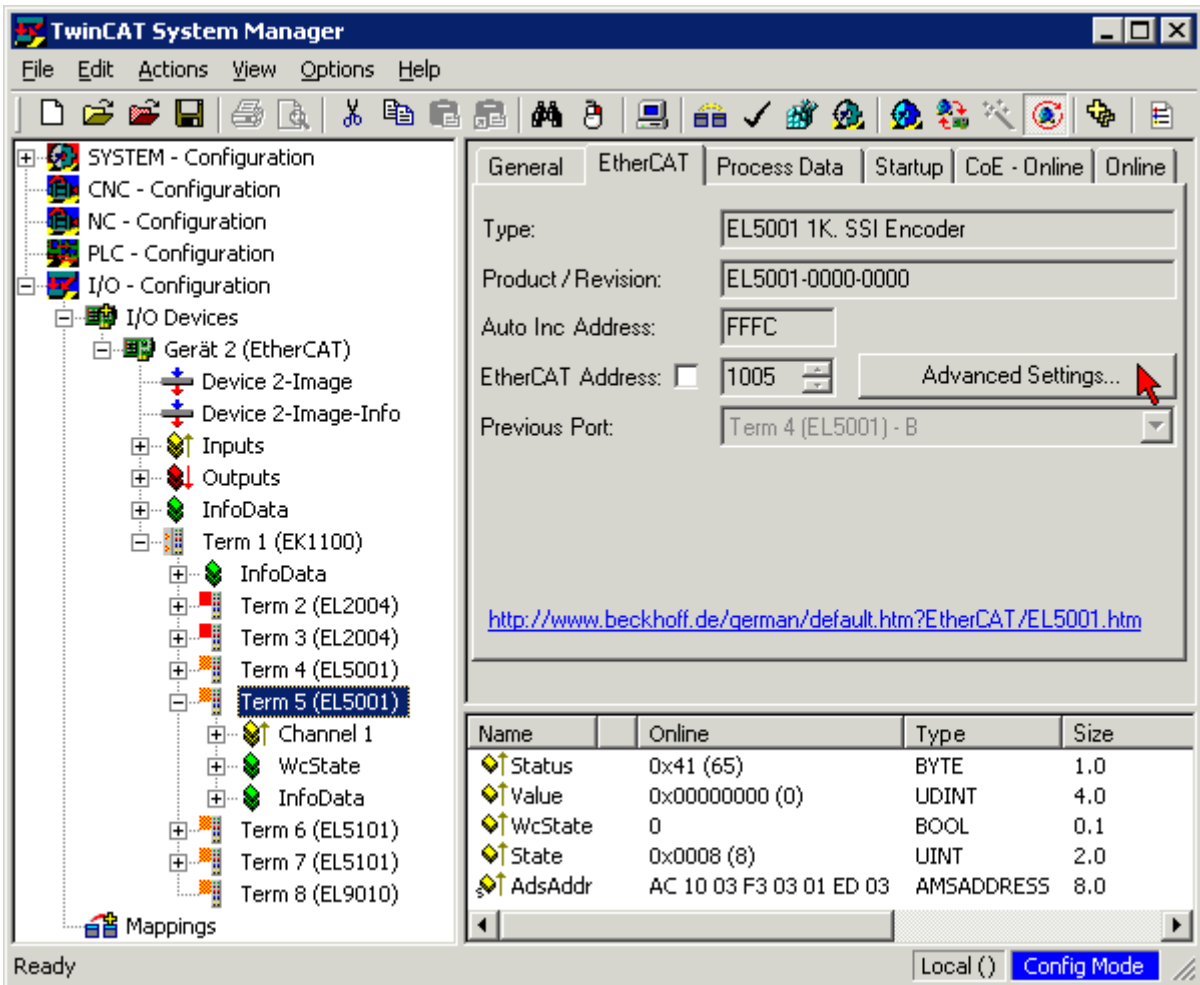 TwinCAT System Manager
File Edit Actions View Options Help
SYSTEM - Configuration
CNC - Configuration
NC - Configuration
PLC - Configuration
I/O - Configuration
I/O Devices
Gerät 2 (EtherCAT)
Device 2-Image
Device 2-Image-Info
Inputs
Outputs
InfoData
Term 1 (EK1100)
InfoData
Term 2 (EL2004)
Term 3 (EL2004)
Term 4 (EL5001)
Term 5 (EL5001)
Channel 1
WcState
InfoData
Term 6 (EL5101)
Term 7 (EL5101)
Term 8 (EL9010)
Mappings
General EtherCAT Process Data Startup CoE - Online Online
Type: EL5001 1K. SSI Encoder
Product / Revision: EL5001-0000-0000
Auto Inc Address: FFFC
EtherCAT Address: 1005 Advanced Settings...
Previous Port: Term 4 (EL5001) - B
http://www.beckhoff.de/german/default.htm?EtherCAT/EL5001.htm
Name Online Type Size
Status 0x41 (65) BYTE 1.0
Value 0x00000000 (0) UDINT 4.0
WcState 0 BOOL 0.1
State 0x0008 (8) UINT 2.0
AdsAddr AC 10 03 F3 03 01 ED 03 AMSADDRESS 8.0
Ready Local () Config Mode